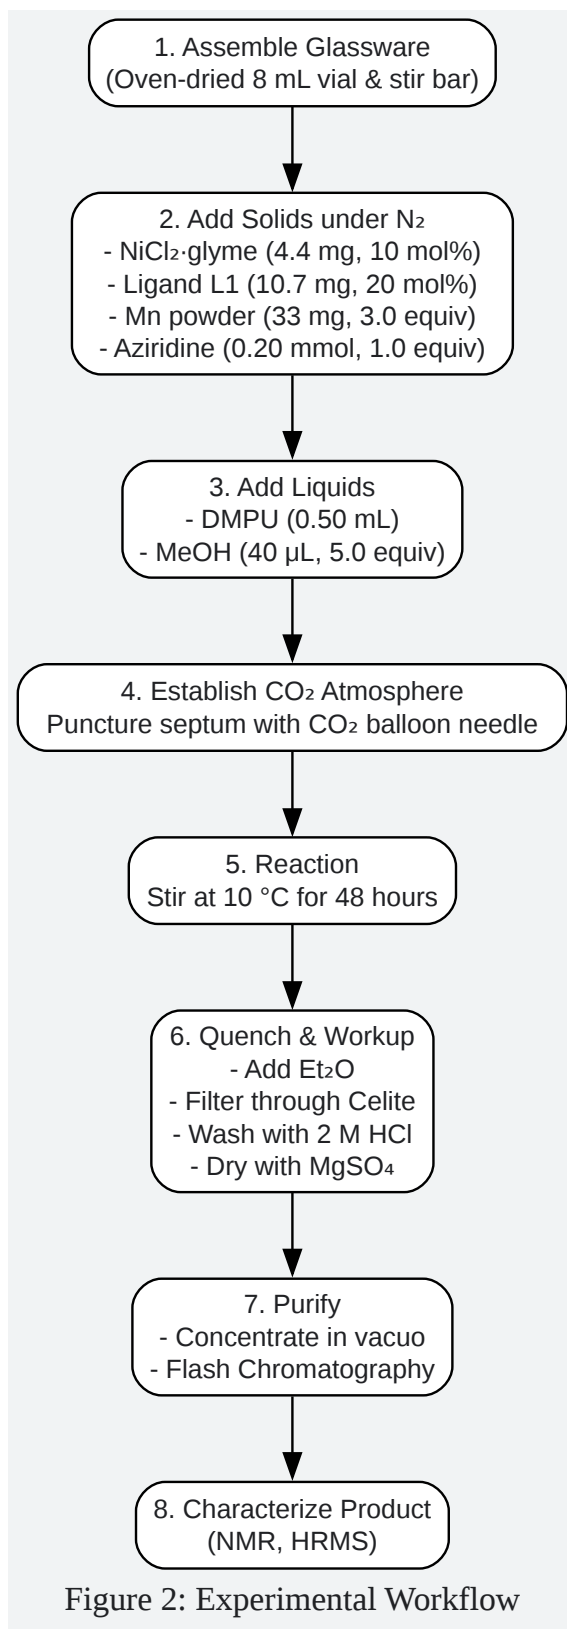 1. Assemble Glassware
(Oven-dried 8 mL vial & stir bar)
2. Add Solids under N₂
- NiCl₂·glyme (4.4 mg, 10 mol%)
- Ligand L1 (10.7 mg, 20 mol%)
- Mn powder (33 mg, 3.0 equiv)
- Aziridine (0.20 mmol, 1.0 equiv)
3. Add Liquids
- DMPU (0.50 mL)
- MeOH (40 μL, 5.0 equiv)
4. Establish CO₂ Atmosphere
Puncture septum with CO₂ balloon needle
5. Reaction
Stir at 10 °C for 48 hours
6. Quench & Workup
- Add Et₂O
- Filter through Celite
- Wash with 2 M HCl
- Dry with MgSO₄
7. Purify
- Concentrate in vacuo
- Flash Chromatography
8. Characterize Product
(NMR, HRMS)
Figure 2: Experimental Workflow